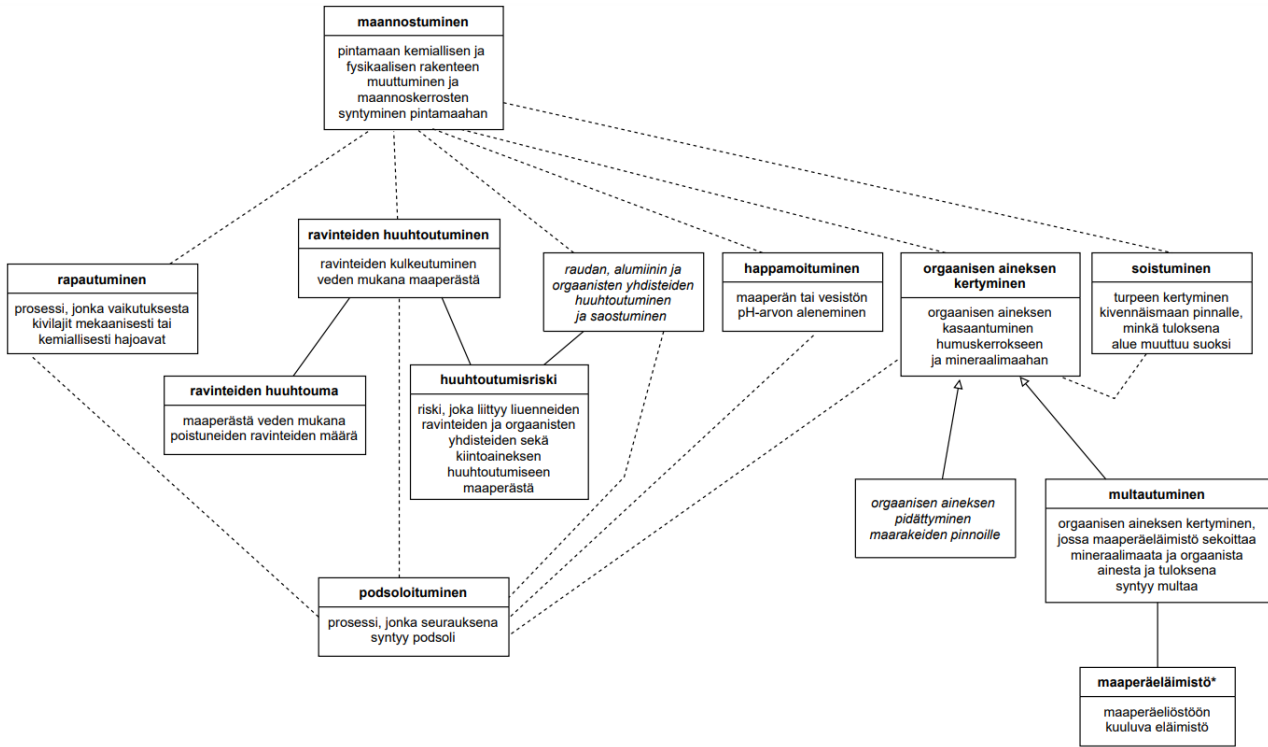 maannostuminen
pintamaan kemiallisen ja
fysikaalisen rakenteen
muuttuminen ja
maannoskerrosten
syntyminen pintamaahan
rapautuminen
prosessi, jonka vaikutuksesta
kivilajit mekaanisesti tai
kemiallisesti hajoavat
ravinteiden huuhtoutuminen
ravinteiden kulkeutuminen
veden mukana maaperästä
raudan, alumiinin ja
orgaanisten yhdisteiden
huuhtoutuminen
ja saostuminen
happamoituminen
maaperän tai vesistön
pH-arvon aleneminen
orgaanisen aineksen
kertyminen
orgaanisen aineksen
kasaantuminen
humuskerrokseen
ja mineraalimaahan
soistuminen
turpeen kertyminen
kivennäismaan pinnalle,
minkä tuloksena
alue muuttuu suoksi
ravinteiden huuhtouma
maaperästä veden mukana
poistuneiden ravinteiden määrä
huuhtoutumisriski
riski, joka liittyy liuenneiden
ravinteiden ja orgaanisten
yhdisteiden sekä
kiintoaineksen
huuhtoutumiseen
maaperästä
orgaanisen aineksen
pidättyminen
maarakeiden pinnoille
multautuminen
orgaanisen aineksen kertyminen,
jossa maaperäeläimistö sekoittaa
mineraalimaata ja orgaanista
ainesta ja tuloksena
syntyy multaa
podsoloituminen
prosessi, jonka seurauksena
syntyy podsoli
maaperäeläimistö*
maaperäeliöstöön
kuuluva eläimistö